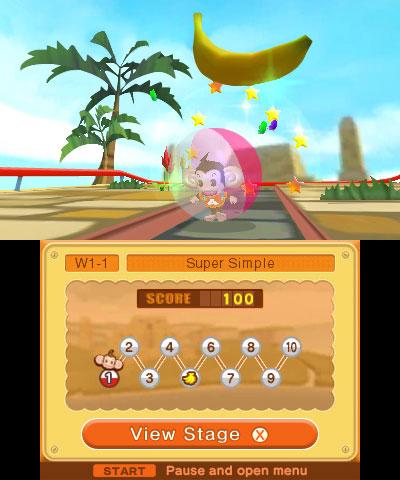 W1-1 Super Simple
SCORE 100
2 4 6 8 10
1 3 7 9
View Stage X
START Pause and open menu